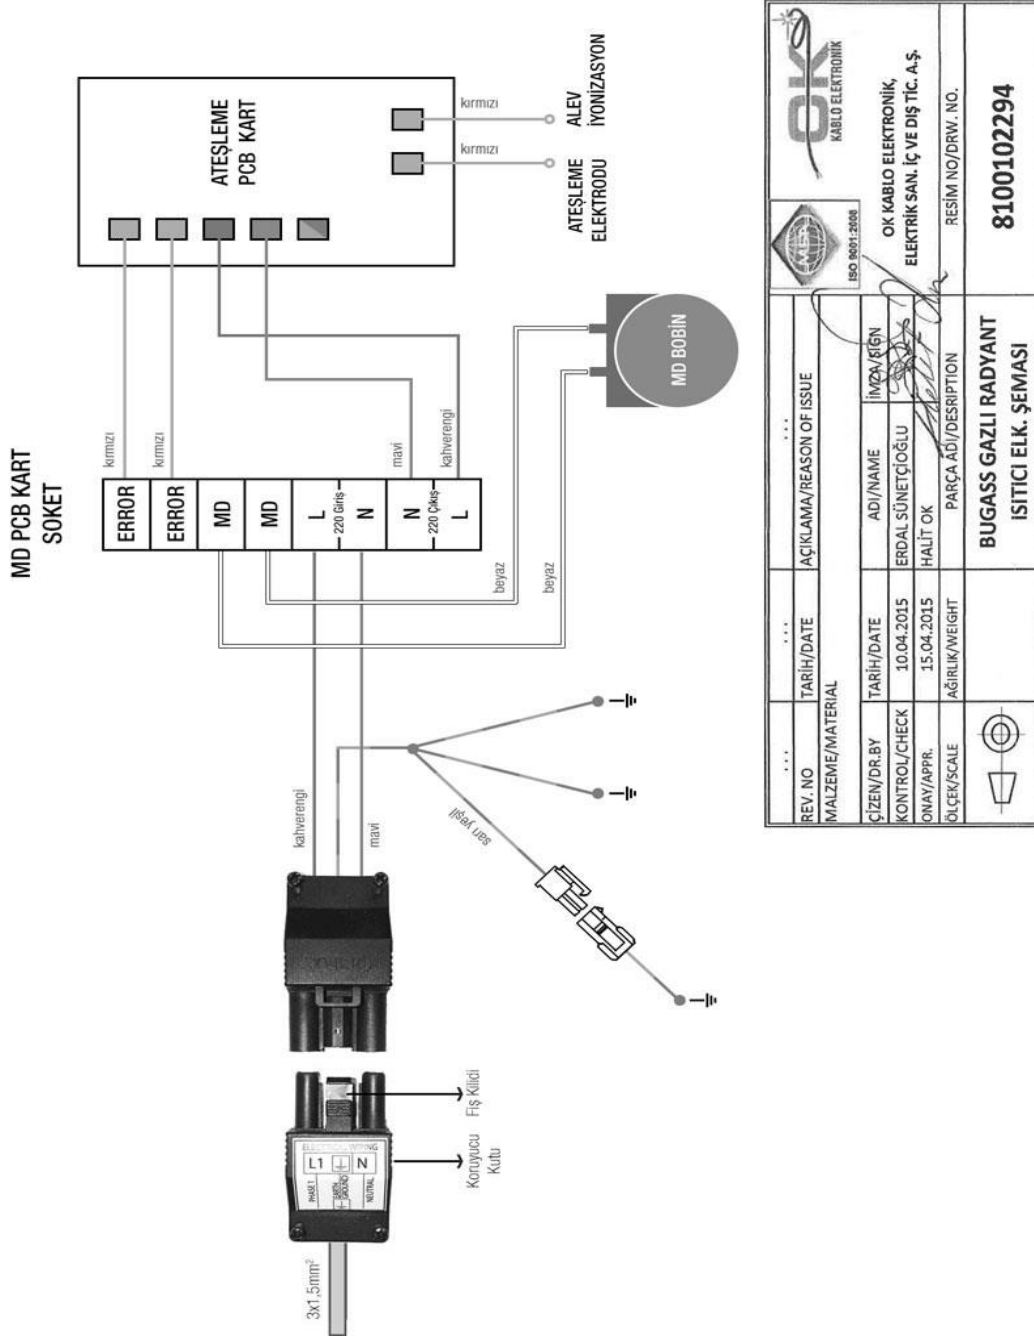 MD PCB KART
SOKET
ERROR
ERROR
MD
MD
L
220 Giriş
N
N
220 Çıkış
L
kırmızı
kırmızı
mavi
kahverengi
ATEŞLEME
PCB KART
kırmızı
kırmızı
ALEV
İYONİZASYON
ATEŞLEME
ELEKTRODU
MD BOBİN
beyaz
beyaz
kahverengi
mavi
sarı yeşil
3x1,5mm²
ELECTRICAL WIRING
L1
N
PHASE 1
EARTH
GROUND
NEUTRAL
Fiş Kilidi
Koruyucu
Kutu
...
...
...
REV. NO
TARİH/DATE
AÇIKLAMA/REASON OF ISSUE
MALZEME/MATERIAL
ÇİZEN/DR.BY
TARİH/DATE
ADI/NAME
İMZA/SIGN
KONTROL/CHECK
10.04.2015
ERDAL SÜNETÇİOĞLU
ONAY/APPR.
15.04.2015
HALİT OK
ÖLÇEK/SCALE
AĞIRLIK/WEIGHT
PARÇA ADI/DESRIPTION
RESİM NO/DRW. NO.
BUGASS GAZLI RADYANT
ISITICI ELK. ŞEMASI
8100102294
ISO 9001:2008
OK
KABLO ELEKTRONİK
OK KABLO ELEKTRONİK,
ELEKTRİK SAN. İÇ VE DIŞ TİC. A.Ş.